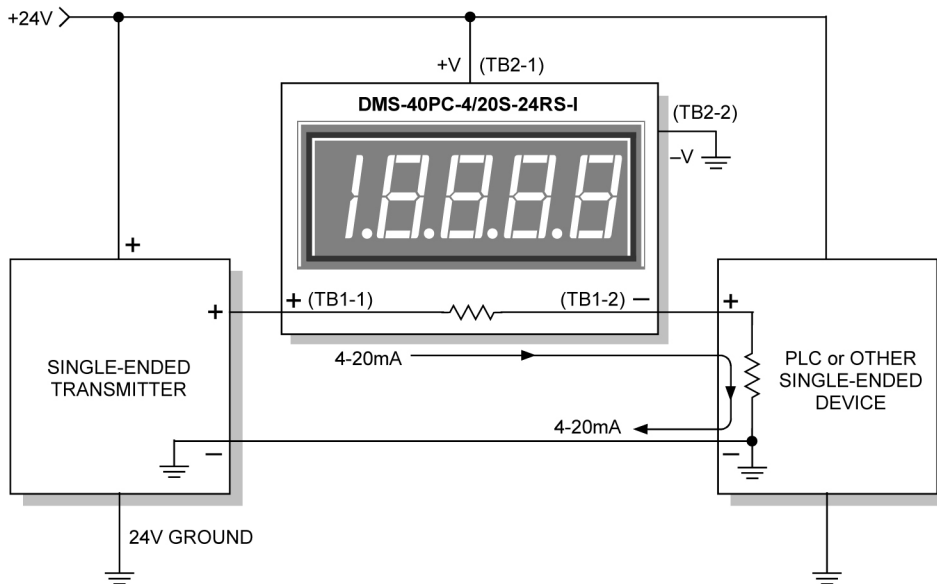 +24V
+V (TB2-1)
DMS-40PC-4/20S-24RS-I
(TB2-2)
–V
1.8.8.8.8
+
+ (TB1-1)
(TB1-2) –
+
+
4-20mA
SINGLE-ENDED
TRANSMITTER
PLC or OTHER
SINGLE-ENDED
DEVICE
4-20mA
–
–
24V GROUND